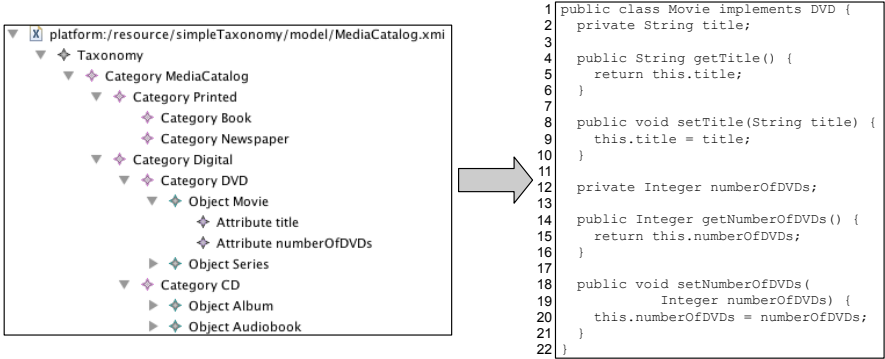 platform:/resource/simpleTaxonomy/model/MediaCatalog.xmi
Taxonomy
Category MediaCatalog
Category Printed
Category Book
Category Newspaper
Category Digital
Category DVD
Object Movie
Attribute title
Attribute numberOfDVDs
Object Series
Category CD
Object Album
Object Audiobook
1 public class Movie implements DVD {
2 private String title;
3
4 public String getTitle() {
5 return this.title;
6 }
7
8 public void setTitle(String title) {
9 this.title = title;
10 }
11
12 private Integer numberOfDVDs;
13
14 public Integer getNumberOfDVDs() {
15 return this.numberOfDVDs;
16 }
17
18 public void setNumberOfDVDs(
19 Integer numberOfDVDs) {
20 this.numberOfDVDs = numberOfDVDs;
21 }
22 }